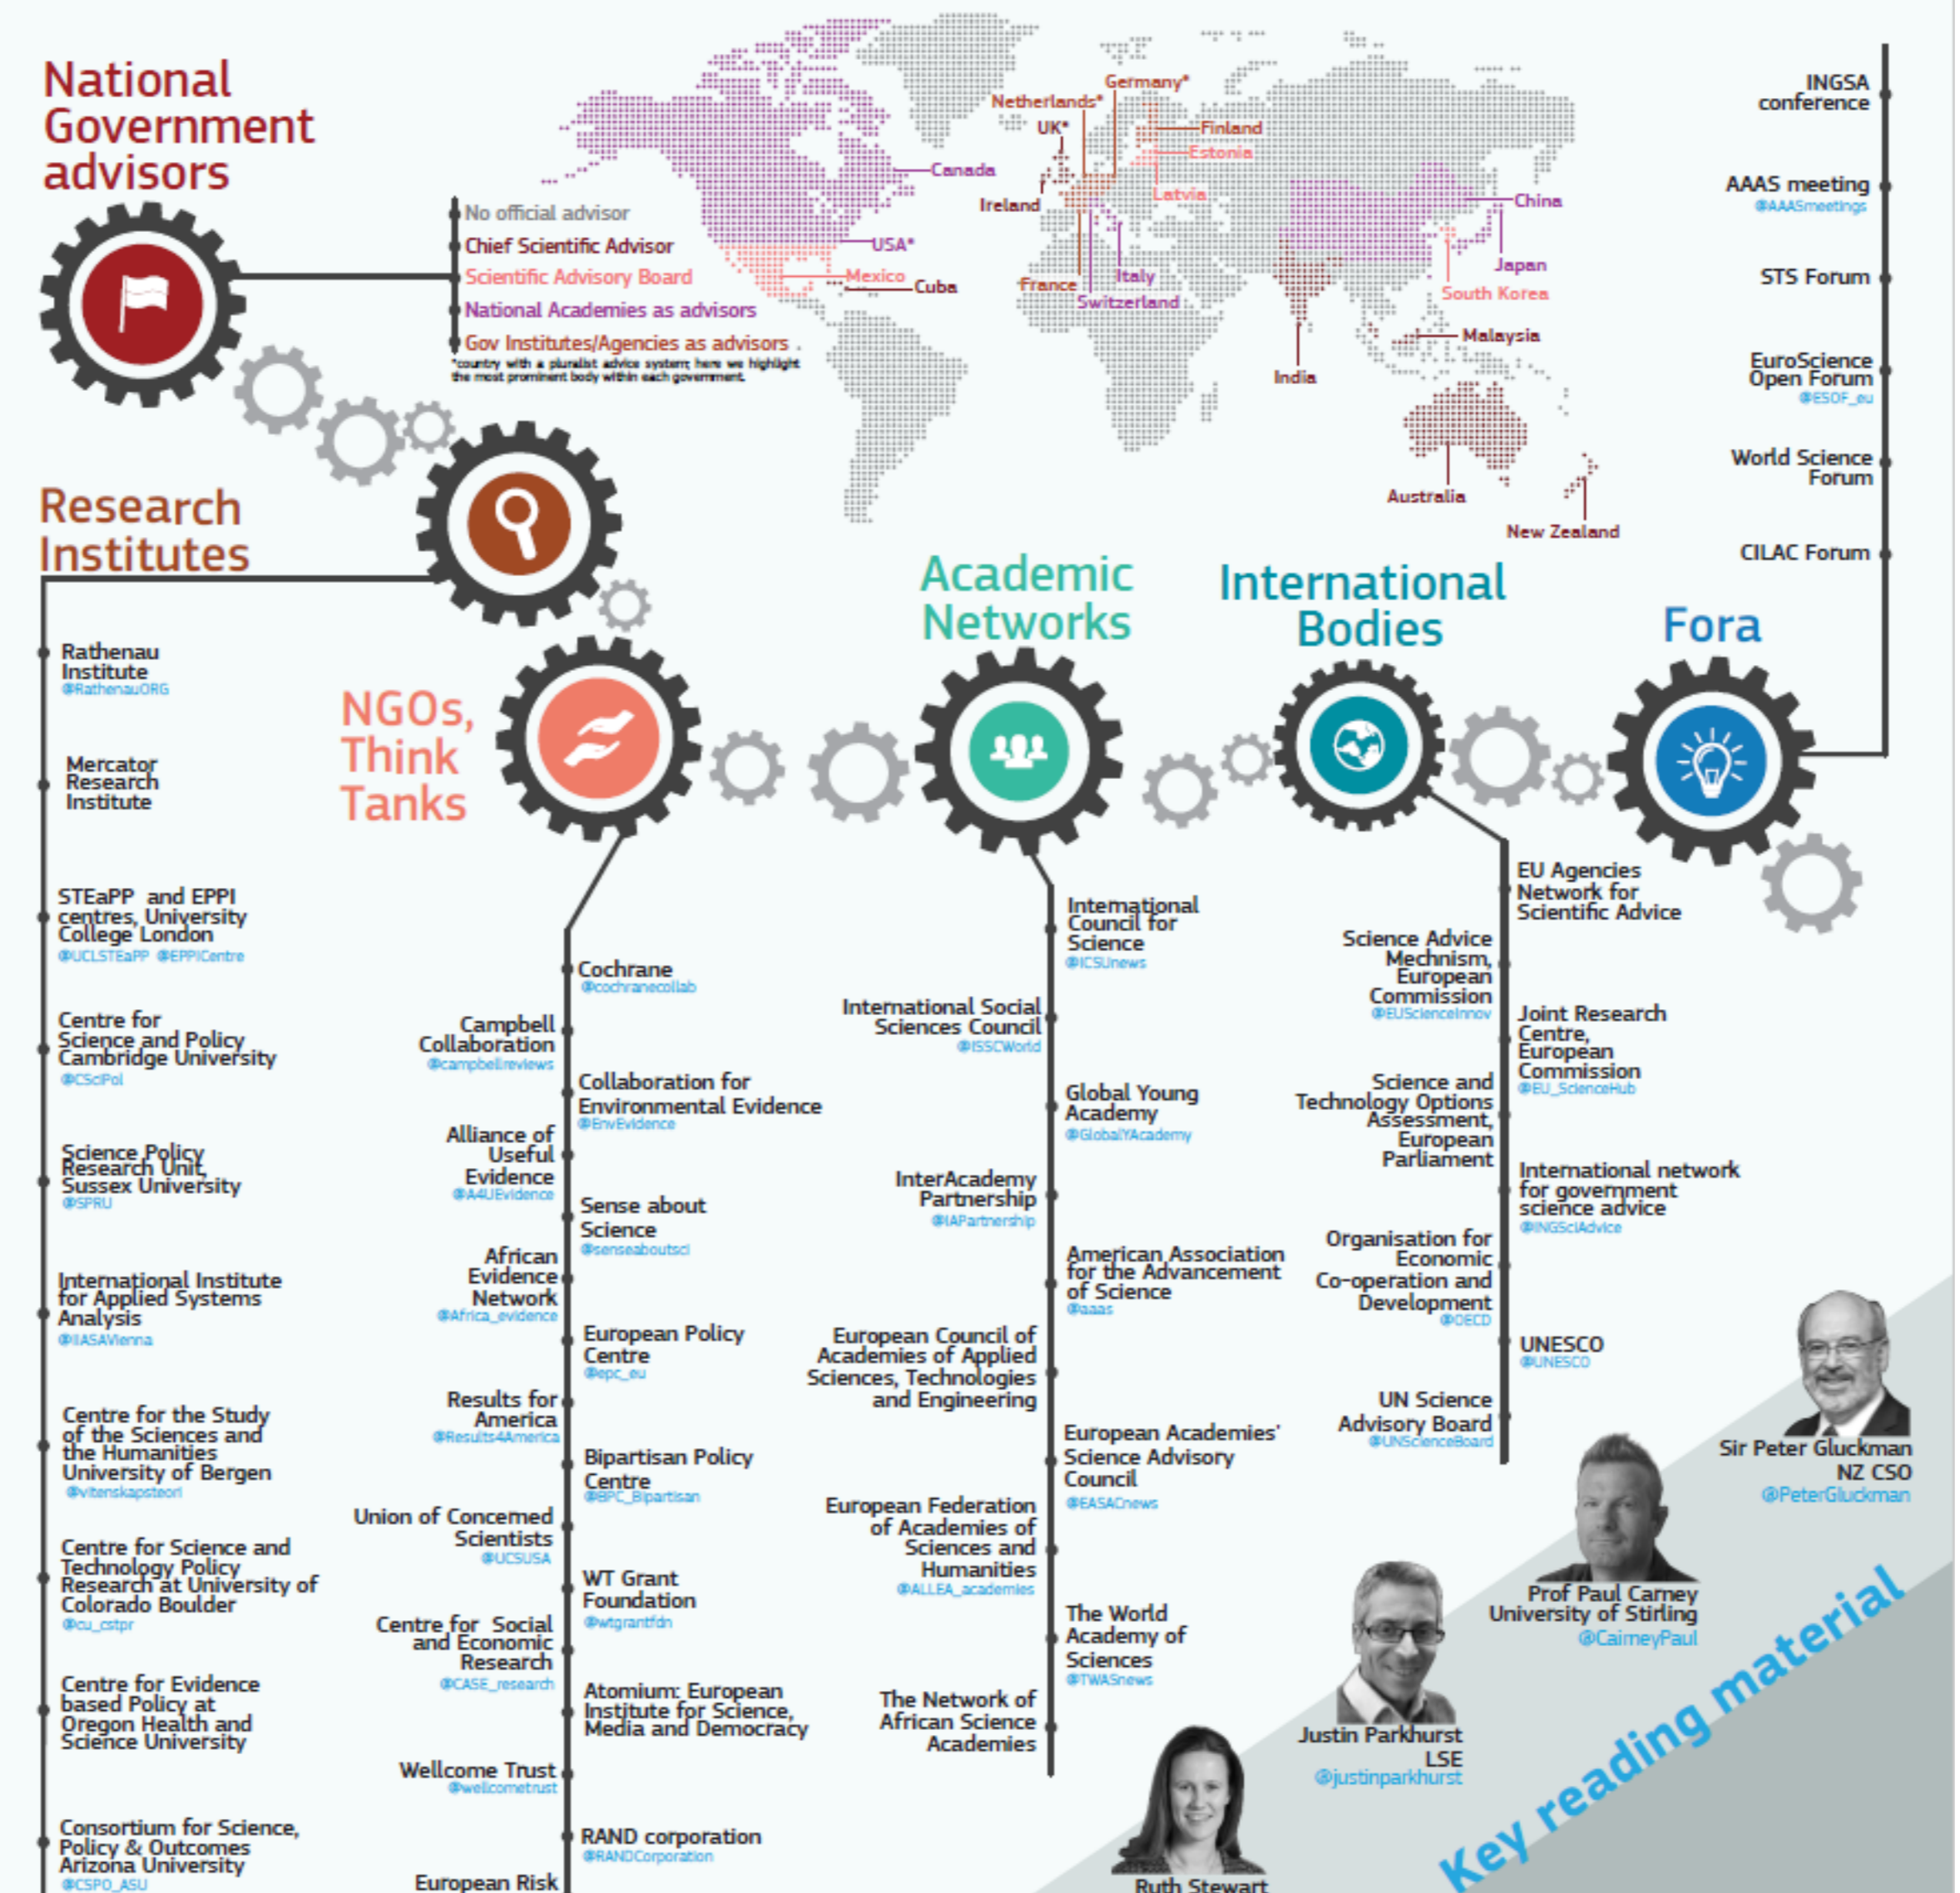 National
Government
advisors
No official advisor
Chief Scientific Advisor
Scientific Advisory Board
National Academies as advisors
Gov Institutes/Agencies as advisors
*country with a pluralist advice system; here we highlight
the most prominent body within each government.
Germany*
Netherlands*
UK*
Finland
Estonia
Canada
Latvia
Ireland
China
USA*
Japan
Mexico
Italy
Cuba
France
South Korea
Switzerland
Malaysia
India
Australia
New Zealand
INGSA
conference
AAAS meeting
@AAASmeetings
STS Forum
EuroScience
Open Forum
@ESOF_eu
World Science
Forum
CILAC Forum
Research
Institutes
Rathenau
Institute
@RathenauORG
Mercator
Research
Institute
STEaPP and EPPI
centres, University
College London
@UCLSTEaPP @EPPICentre
Centre for
Science and Policy
Cambridge University
@CSciPol
Science Policy
Research Unit,
Sussex University
@SPRU
International Institute
for Applied Systems
Analysis
@IIASAVienna
Centre for the Study
of the Sciences and
the Humanities
University of Bergen
@vitenskapsteori
Centre for Science and
Technology Policy
Research at University of
Colorado Boulder
@cu_cstpr
Centre for Evidence
based Policy at
Oregon Health and
Science University
Consortium for Science,
Policy & Outcomes
Arizona University
@CSPO_ASU
NGOs,
Think
Tanks
Cochrane
@cochranecollab
Campbell
Collaboration
@campbellreviews
Collaboration for
Environmental Evidence
@EnvEvidence
Alliance of
Useful
Evidence
@A4UEvidence
Sense about
Science
@senseaboutsci
African
Evidence
Network
@Africa_evidence
European Policy
Centre
@epc_eu
Results for
America
@Results4America
Bipartisan Policy
Centre
@BPC_Bipartisan
Union of Concerned
Scientists
@UCSUSA
WT Grant
Foundation
@wtgrantfdn
Centre for Social
and Economic
Research
@CASE_research
Atomium: European
Institute for Science,
Media and Democracy
Wellcome Trust
@wellcometrust
RAND corporation
@RANDCorporation
European Risk
Academic
Networks
International
Council for
Science
@ICSUnews
International Social
Sciences Council
@ISSCWorld
Global Young
Academy
@GlobalYAcademy
InterAcademy
Partnership
@IAPartnership
American Association
for the Advancement
of Science
@aaas
European Council of
Academies of Applied
Sciences, Technologies
and Engineering
European Academies'
Science Advisory
Council
@EASACnews
European Federation
of Academies of
Sciences and
Humanities
@ALLEA_academies
The World
Academy of
Sciences
@TWASnews
The Network of
African Science
Academies
International
Bodies
EU Agencies
Network for
Scientific Advice
Science Advice
Mechnism,
European
Commission
@EUScienceInnov
Joint Research
Centre,
European
Commission
@EU_ScienceHub
Science and
Technology Options
Assessment,
European
Parliament
International network
for government
science advice
@INGSciAdvice
Organisation for
Economic
Co-operation and
Development
@OECD
UNESCO
@UNESCO
UN Science
Advisory Board
@UNScienceBoard
Fora
Sir Peter Gluckman
NZ CSO
@PeterGluckman
Prof Paul Carney
University of Stirling
@CairneyPaul
Justin Parkhurst
LSE
@justinparkhurst
Ruth Stewart
Key reading material